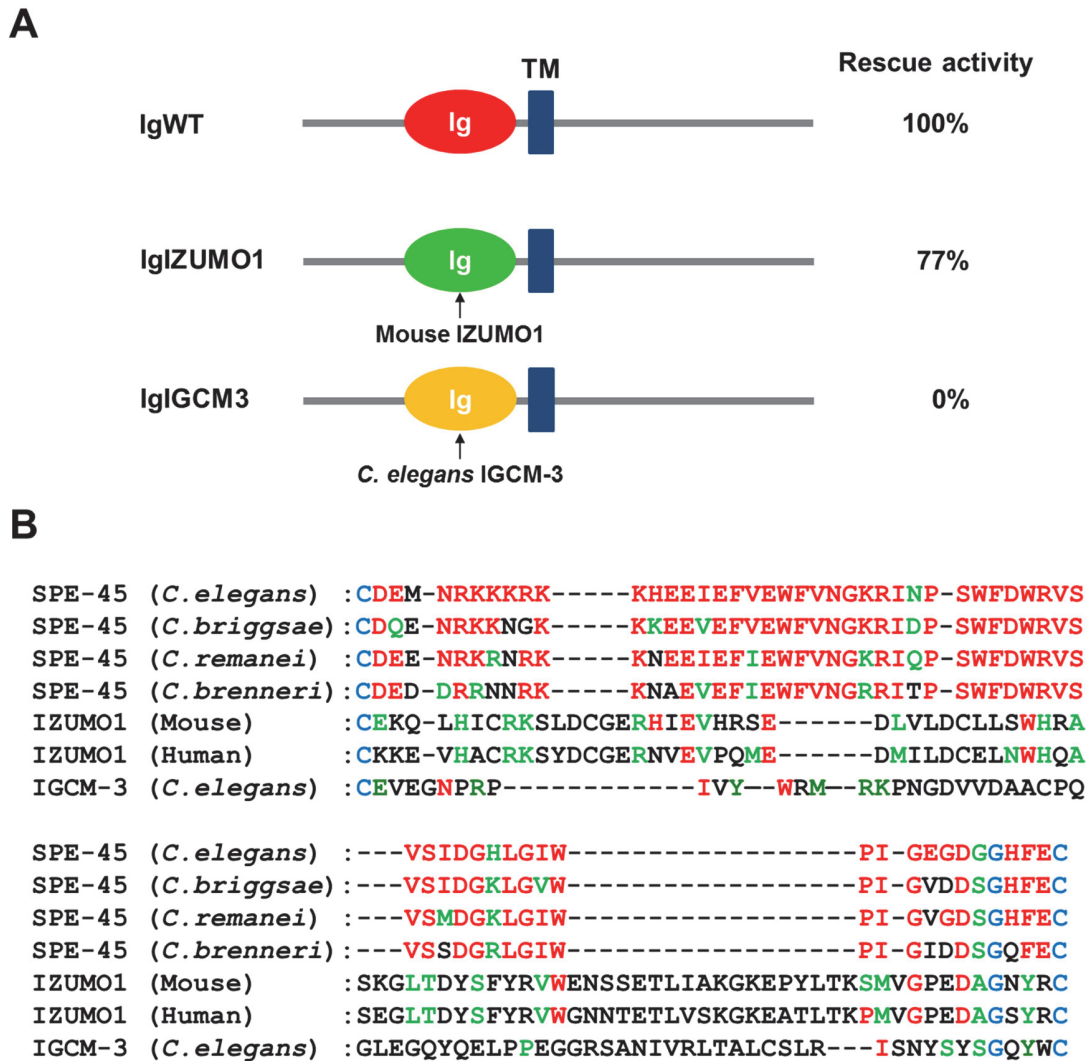 A
TM
Rescue activity
IgWT
Ig
100%
IgIZUMO1
Ig
77%
Mouse IZUMO1
IgIGCM3
Ig
0%
C. elegans IGCM-3
B
SPE-45 (C.elegans) :CDEM-NRKKKRK-----KHEEIEFVEWFVNGKRINP-SWFDWRVS
SPE-45 (C.briggsae) :CDQE-NRKKNGK-----KKEEVEFVEWFVNGKRIDP-SWFDWRVS
SPE-45 (C.remanei) :CDEE-NRKRNRK-----KNEEIEFIEWFVNGKRIQP-SWFDWRVS
SPE-45 (C.brenneri) :CDED-DRRNNRK-----KNAEVEFIEWFVNGRRITP-SWFDWRVS
IZUMO1 (Mouse) :CEKQ-LHICRKSLDCGERHIEVHRSE------DLVLDCLLSWHRA
IZUMO1 (Human) :CKKE-VHACRKSYDCGERNVEVPQME------DMILDCELNWHQA
IGCM-3 (C.elegans) :CEVEGNPRP------------IVY—-WRM—-RKPNGDVVDAACPQ
SPE-45 (C.elegans) :---VSIDGHLGIW------------------PI-GEGDGGHFEC
SPE-45 (C.briggsae) :---VSIDGKLGVW------------------PI-GVDDSGHFEC
SPE-45 (C.remanei) :---VSMDGKLGIW------------------PI-GVGDSGHFEC
SPE-45 (C.brenneri) :---VSSDGRLGIW------------------PI-GIDDSGQFEC
IZUMO1 (Mouse) :SKGLTDYSFYRVWENSSETLIAKGKEPYLTKSMVGPEDAGNYRC
IZUMO1 (Human) :SEGLTDYSFYRVWGNNTETLVSKGKEATLTKPMVGPEDAGSYRC
IGCM-3 (C.elegans) :GLEGQYQELPPEGGRSANIVRLTALCSLR---ISNYSYSGQYWC